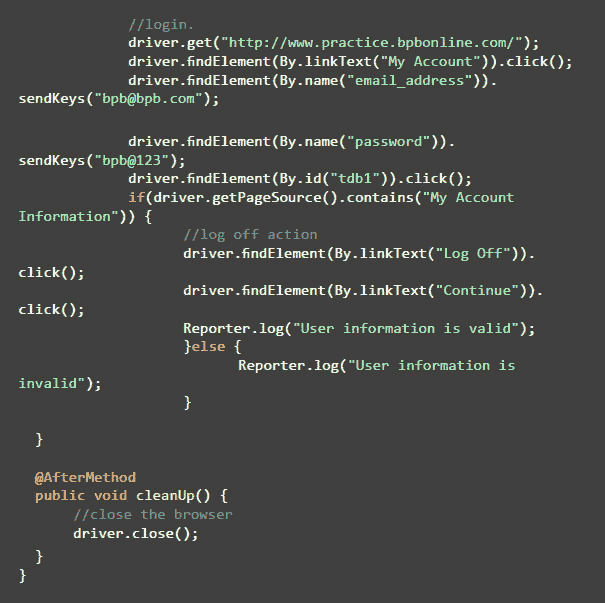 //login.
driver.get("http://www.practice.bpbonline.com/");
driver.findElement(By.linkText("My Account")).click();
driver.findElement(By.name("email_address")).
sendKeys("bpb@bpb.com");
driver.findElement(By.name("password")).
sendKeys("bpb@123");
driver.findElement(By.id("tdb1")).click();
if(driver.getPageSource().contains("My Account
Information")) {
//log off action
driver.findElement(By.linkText("Log Off")).
click();
driver.findElement(By.linkText("Continue")).
click();
Reporter.log("User information is valid");
}else {
Reporter.log("User information is
invalid");
}
}
@AfterMethod
public void cleanUp() {
//close the browser
driver.close();
}
}